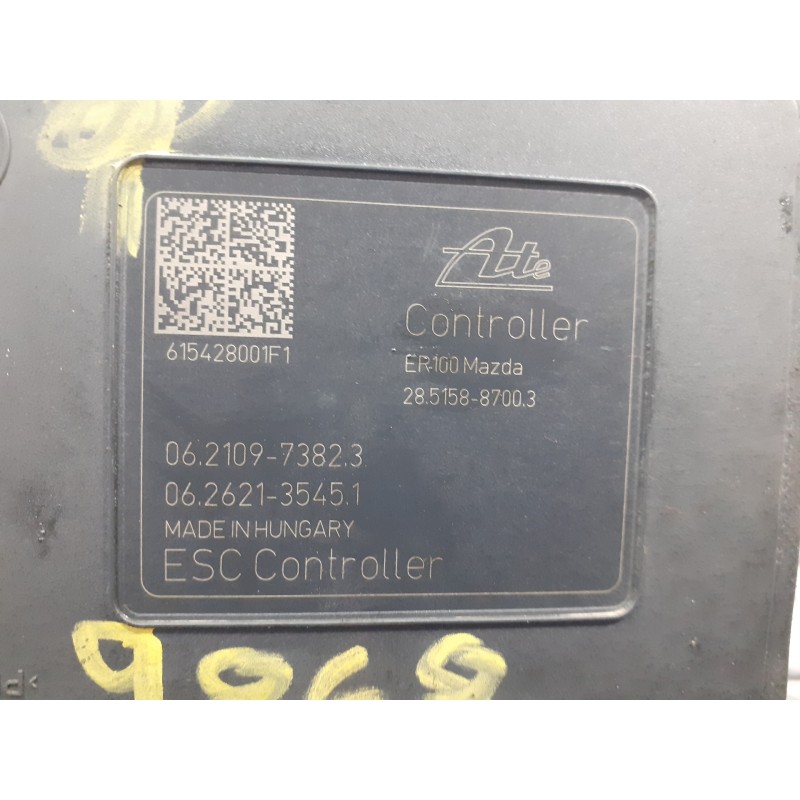 Ate
Controller
ER100 Mazda
28.5158-8700.3
615428001F1
06.2109-7382.3
06.2621-3545.1
MADE IN HUNGARY
ESC Controller